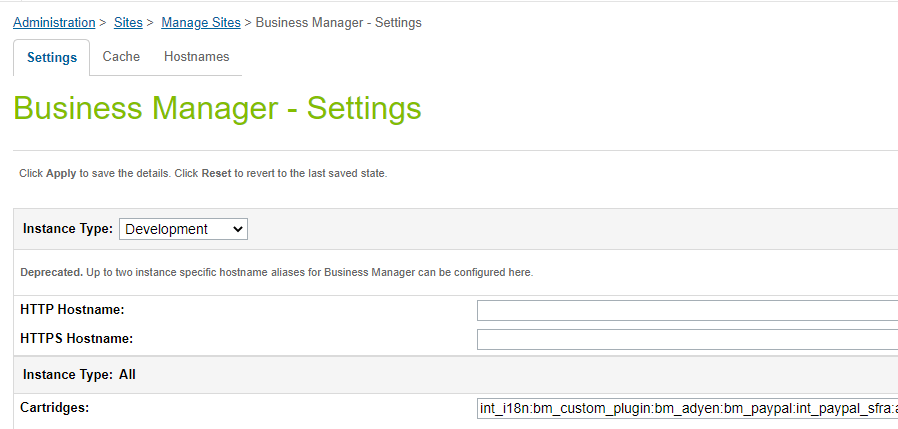 Administration > Sites > Manage Sites > Business Manager - Settings
Settings Cache Hostnames
Business Manager - Settings
Click Apply to save the details. Click Reset to revert to the last saved state.
Instance Type: Development
Deprecated. Up to two instance specific hostname aliases for Business Manager can be configured here.
HTTP Hostname:
HTTPS Hostname:
Instance Type: All
Cartridges: int_i18n:bm_custom_plugin:bm_adyen:bm_paypal:int_paypal_sfra: